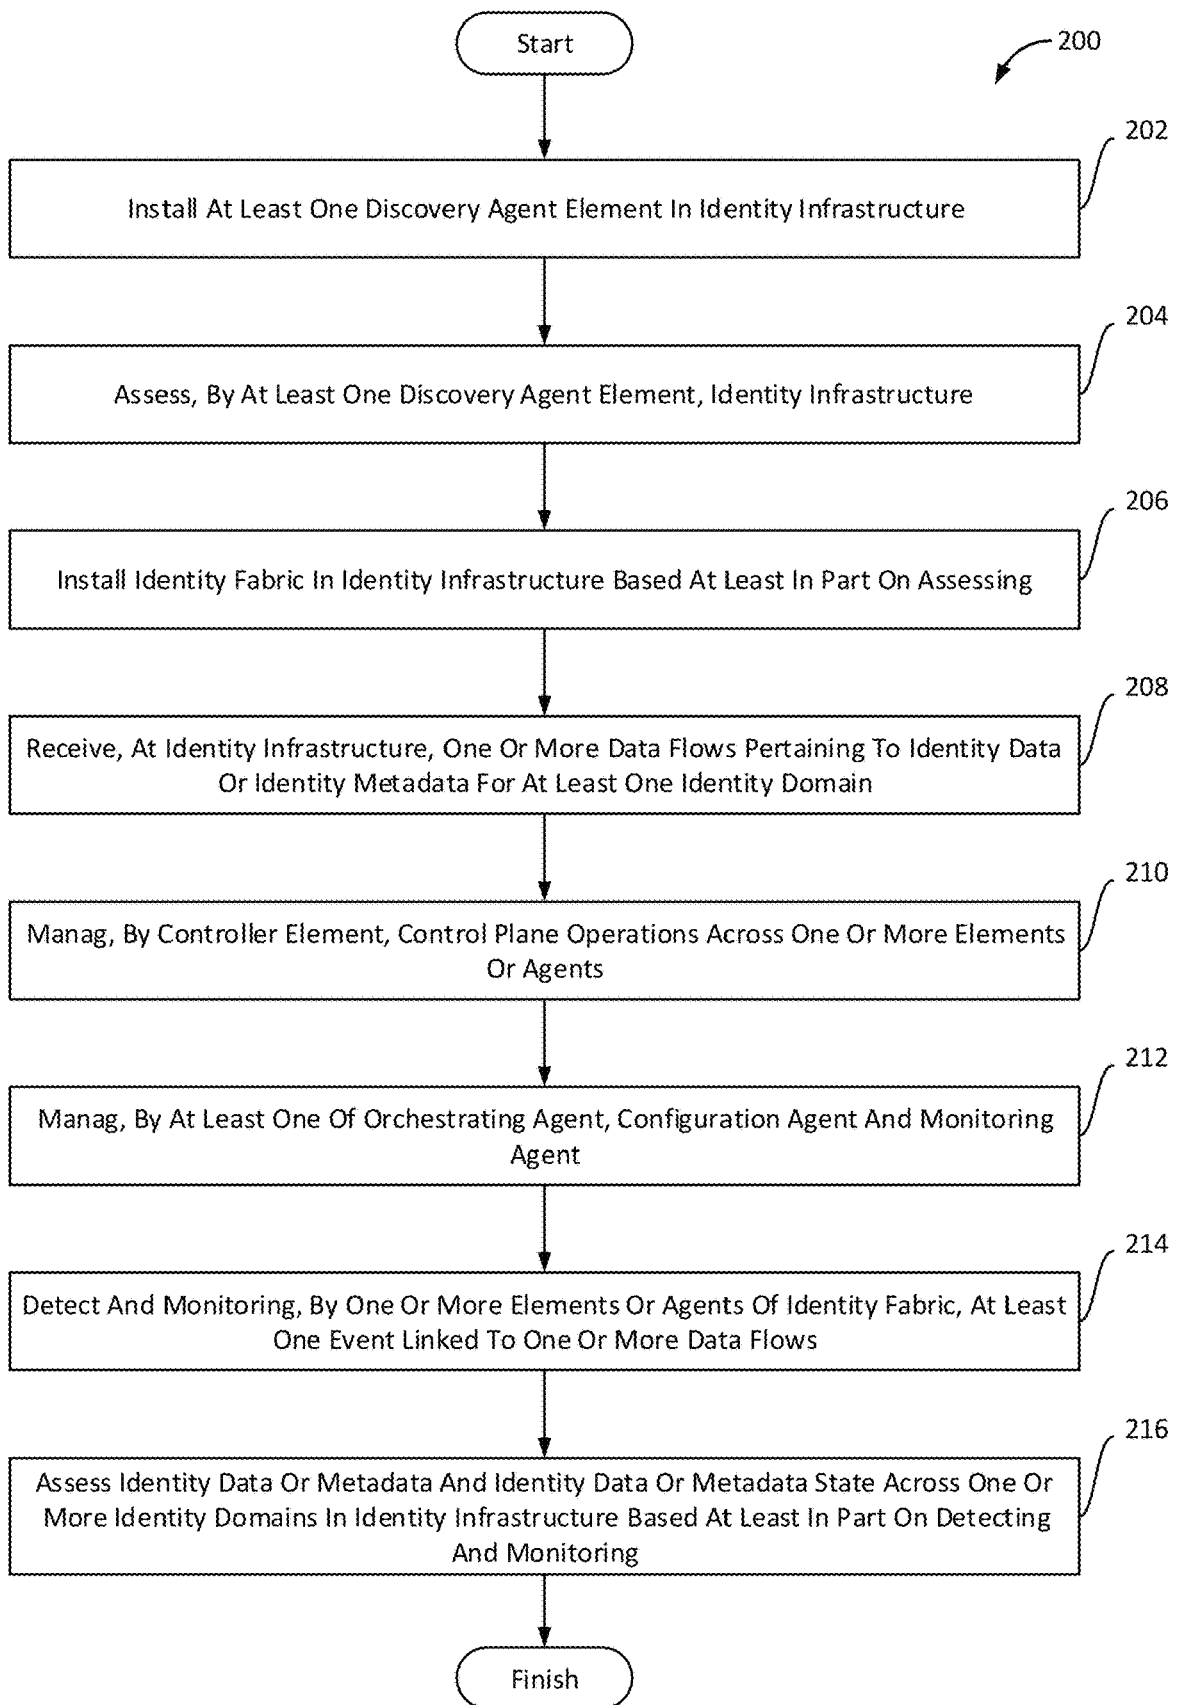 Start
200
202
Install At Least One Discovery Agent Element In Identity Infrastructure
204
Assess, By At Least One Discovery Agent Element, Identity Infrastructure
206
Install Identity Fabric In Identity Infrastructure Based At Least In Part On Assessing
208
Receive, At Identity Infrastructure, One Or More Data Flows Pertaining To Identity Data
Or Identity Metadata For At Least One Identity Domain
210
Manag, By Controller Element, Control Plane Operations Across One Or More Elements
Or Agents
212
Manag, By At Least One Of Orchestrating Agent, Configuration Agent And Monitoring
Agent
214
Detect And Monitoring, By One Or More Elements Or Agents Of Identity Fabric, At Least
One Event Linked To One Or More Data Flows
216
Assess Identity Data Or Metadata And Identity Data Or Metadata State Across One Or
More Identity Domains In Identity Infrastructure Based At Least In Part On Detecting
And Monitoring
Finish